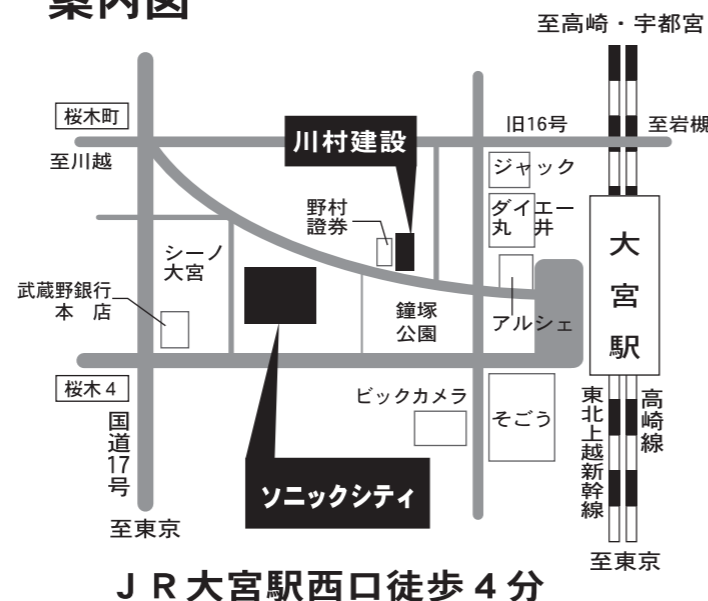 案内図
至高崎・宇都宮
桜木町
旧16号
至岩槻
川村建設
至川越
ジャック
野村
證券
ダイエー
丸 井
シーノ
大宮
大宮駅
武蔵野銀行
本 店
鐘塚
公園
アルシェ
桜木4
ビックカメラ
そごう
国道17号
東北上越新幹線
高崎線
ソニックシティ
至東京
至東京
JR大宮駅西口徒歩4分